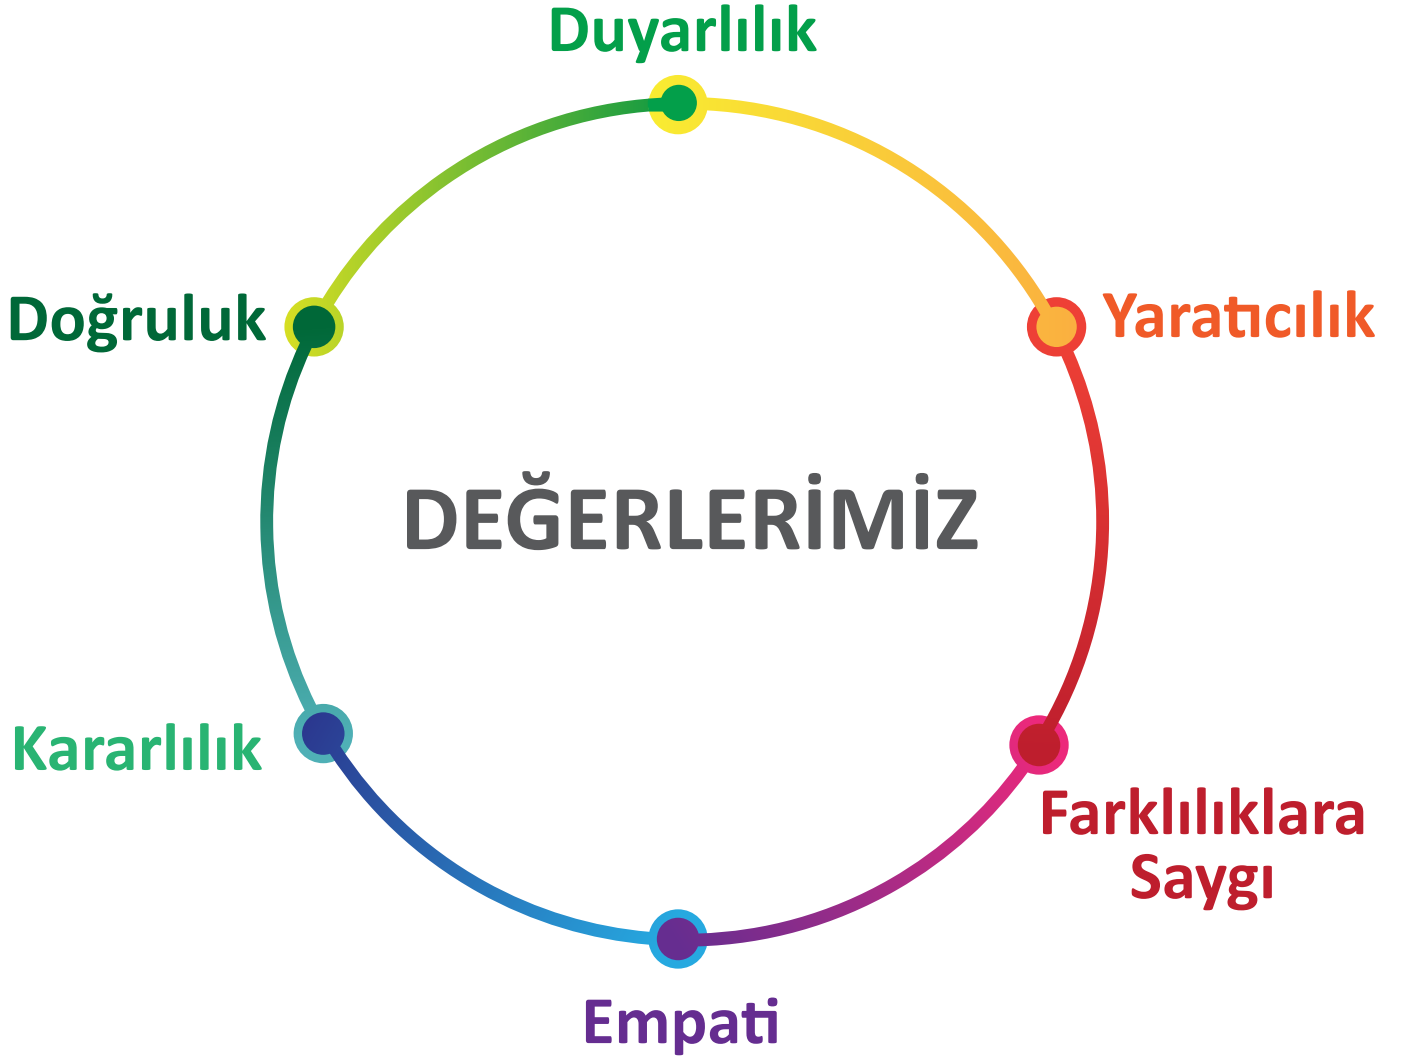 Duyarlılık
Doğruluk
Yaratıcılık
DEĞERLERİMİZ
Kararlılık
Farklılıklara
Saygı
Empati